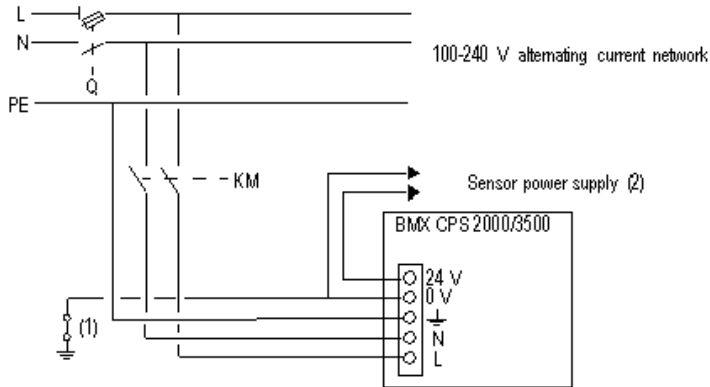 L
N
100-240 V alternating current network
Q
PE
KM
Sensor power supply (2)
BMX CPS 2000/3500
24 V
0 V
(1)
N
L